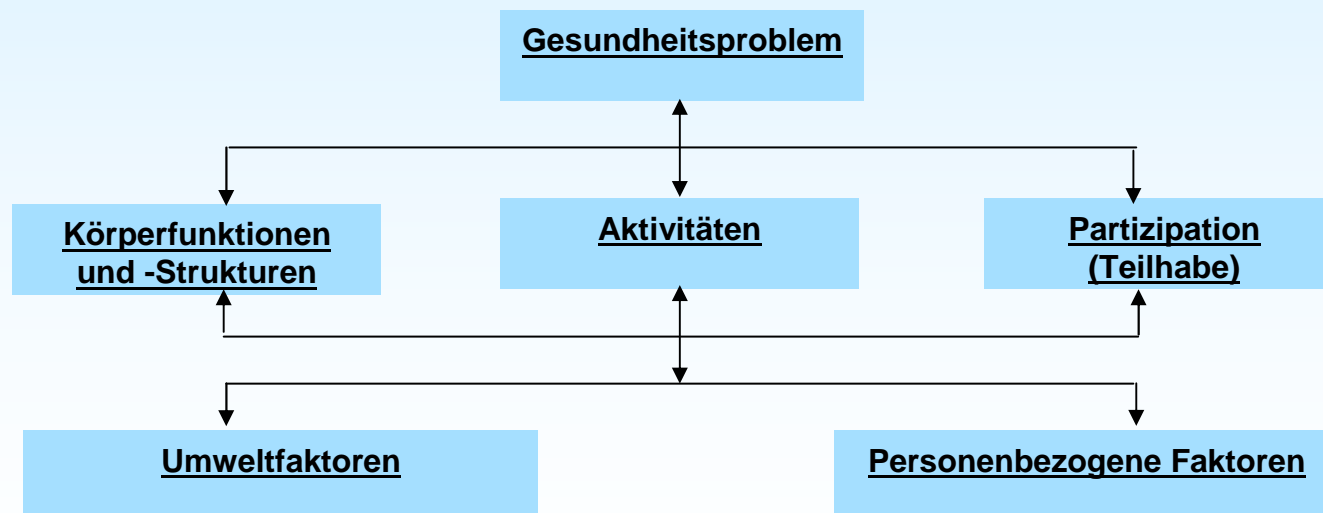 Gesundheitsproblem
Körperfunktionen
und -Strukturen
Aktivitäten
Partizipation
(Teilhabe)
Umweltfaktoren
Personenbezogene Faktoren